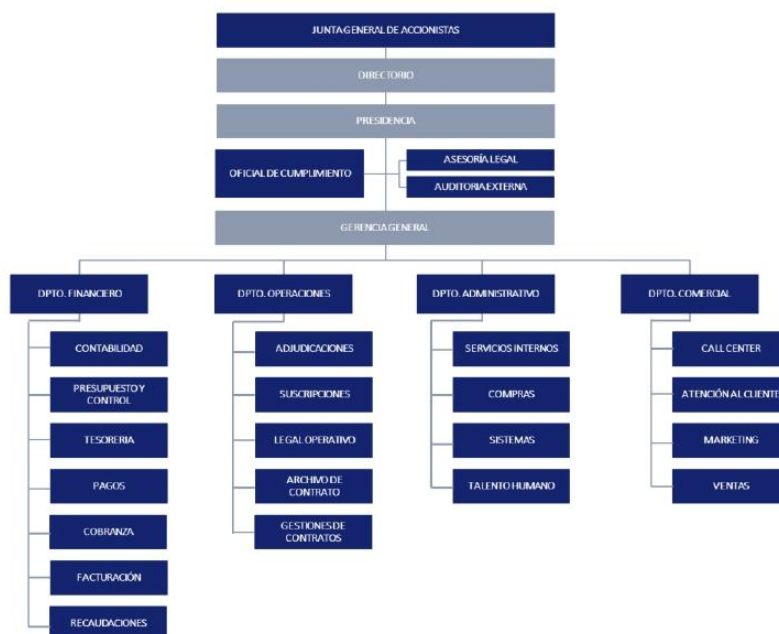 JUNTA GENERAL DE ACCIONISTAS
DIRECTORIO
PRESIDENCIA
OFICIAL DE CUMPLIMIENTO
ASESORÍA LEGAL
AUDITORIA EXTERNA
GERENCIA GENERAL
DPTO. FINANCIERO
DPTO. OPERACIONES
DPTO. ADMINISTRATIVO
DPTO. COMERCIAL
CONTABILIDAD
PRESUPUESTO Y
CONTROL
TESORERIA
PAGOS
COBRANZA
FACTURACIÓN
RECAUDACIONES
ADJUDICACIONES
SUSCRIPCIONES
LEGAL OPERATIVO
ARCHIVO DE
CONTRATO
GESTIONES DE
CONTRATOS
SERVICIOS INTERNOS
COMPRAS
SISTEMAS
TALENTO HUMANO
CALL CENTER
ATENCIÓN AL CLIENTE
MARKETING
VENTAS